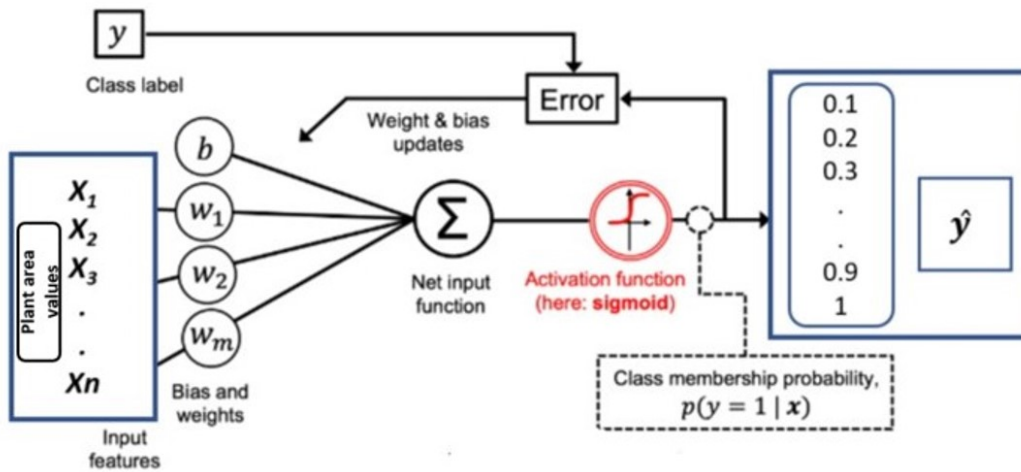 y
Class label
Error
Weight & bias
updates
b
w₁
w₂
wₘ
Bias and
weights
X₁
X₂
X₃
.
.
Xn
Plant area
values
Input
features
Σ
Net input
function
Activation function
(here: sigmoid)
Class membership probability,
p(y = 1 | x)
0.1
0.2
0.3
.
.
0.9
1
ŷ